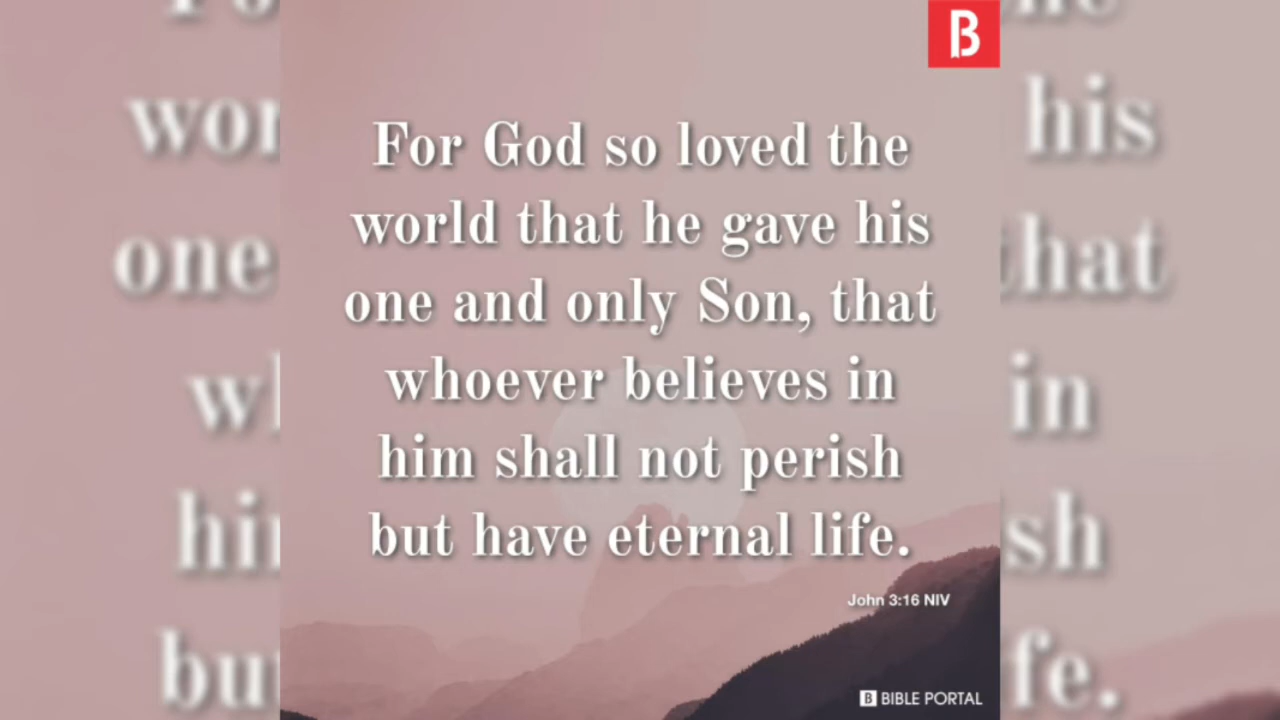 B
For God so loved the
world that he gave his
one and only Son, that
whoever believes in
him shall not perish
but have eternal life.
John 3:16 NIV
B BIBLE PORTAL